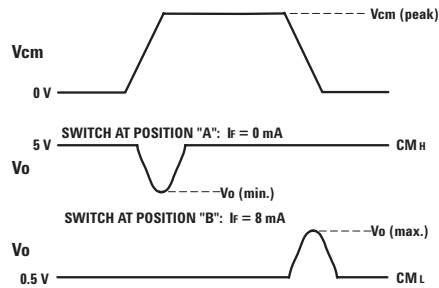 Vcm (peak)
Vcm
0 V
SWITCH AT POSITION "A": IF = 0 mA
5 V
CMH
Vo
Vo (min.)
SWITCH AT POSITION "B": IF = 8 mA
Vo
Vo (max.)
0.5 V
CML